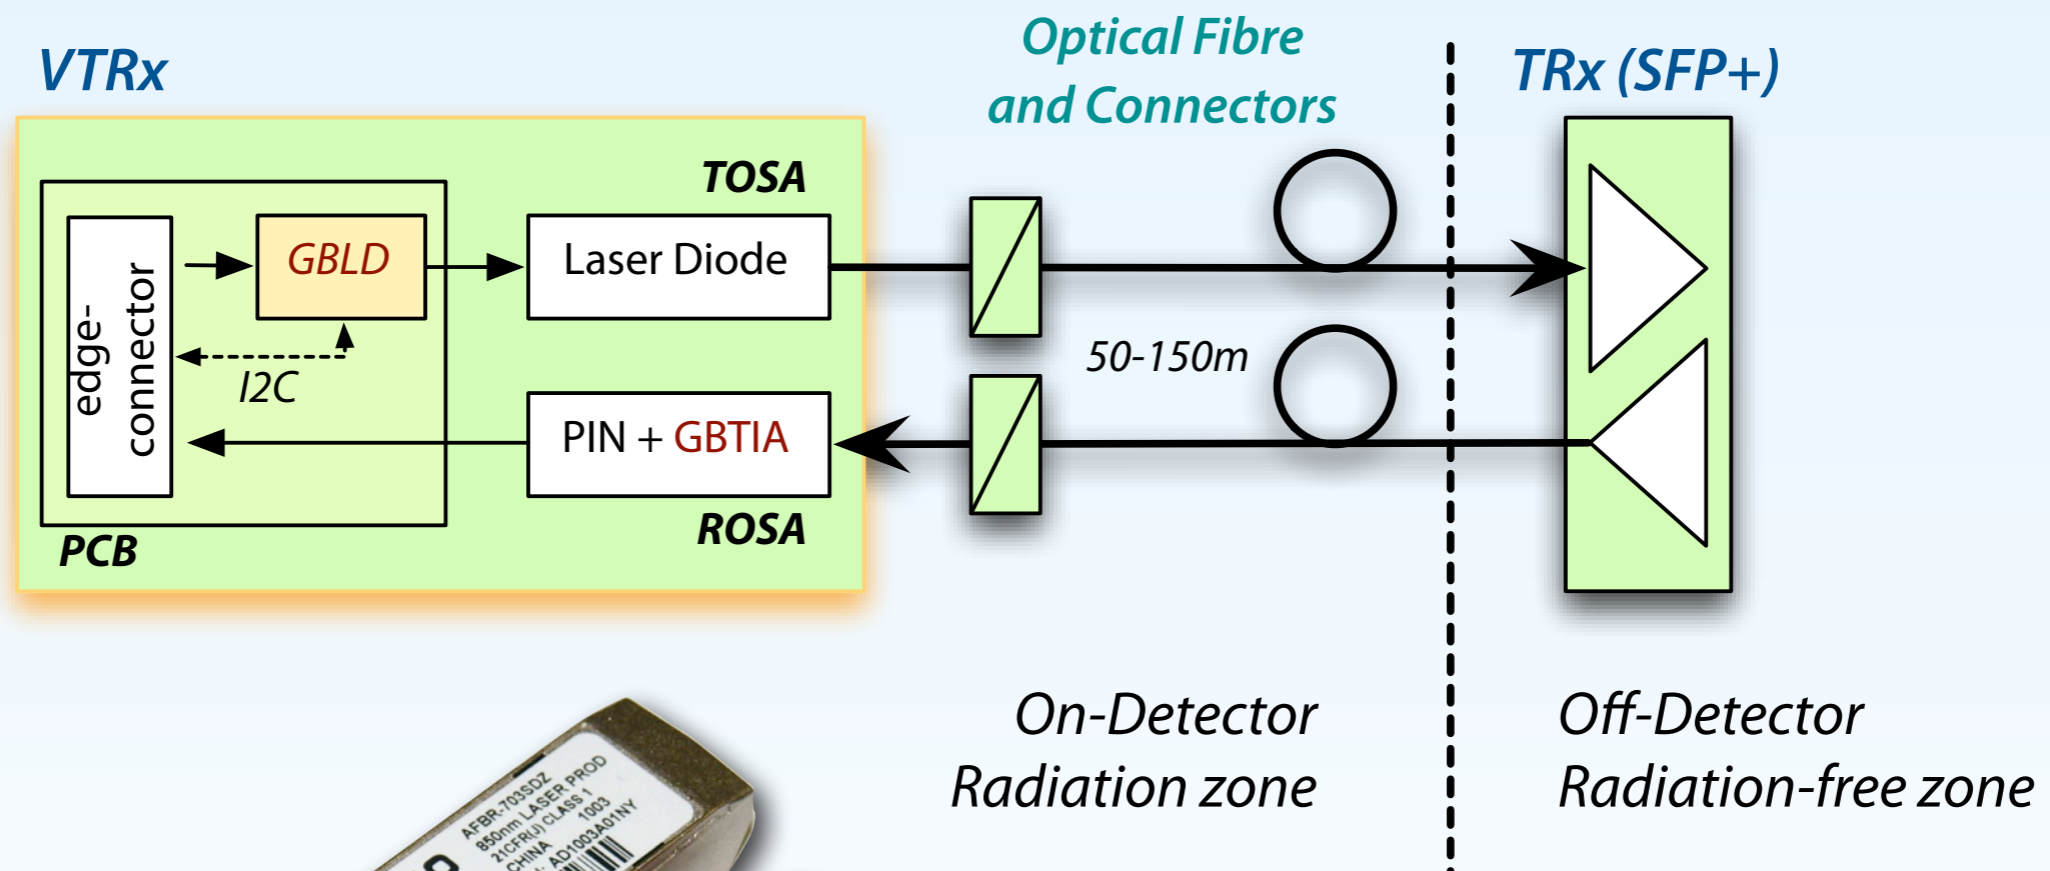 VTRx
Optical Fibre
and Connectors
TRx (SFP+)
TOSA
edge-
connector
GBLD
Laser Diode
I2C
50-150m
PIN + GBTIA
ROSA
PCB
On-Detector
Radiation zone
Off-Detector
Radiation-free zone
AFBR-703SDZ
850nm LASER PROD
21CFR(J) CLASS 1
CHINA 1003
AD1003A01NY